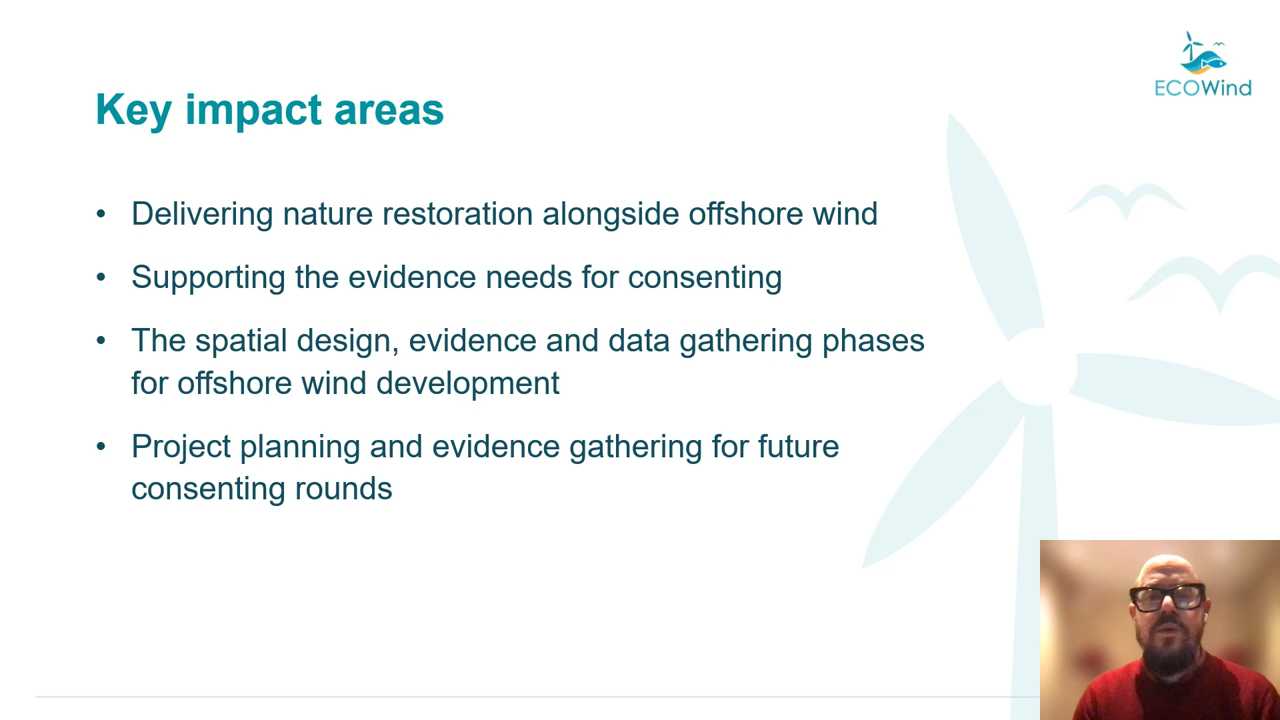 ECOWind
Key impact areas
• Delivering nature restoration alongside offshore wind
• Supporting the evidence needs for consenting
• The spatial design, evidence and data gathering phases
for offshore wind development
• Project planning and evidence gathering for future
consenting rounds